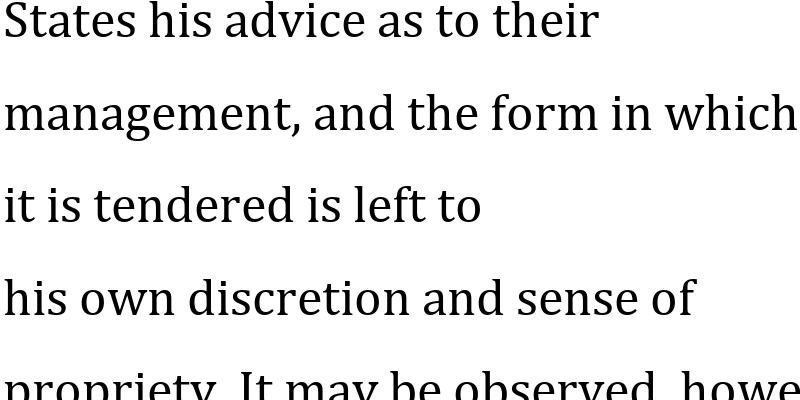 States his advice as to their
management, and the form in which
it is tendered is left to
his own discretion and sense of
propriety. It may be observed, howe